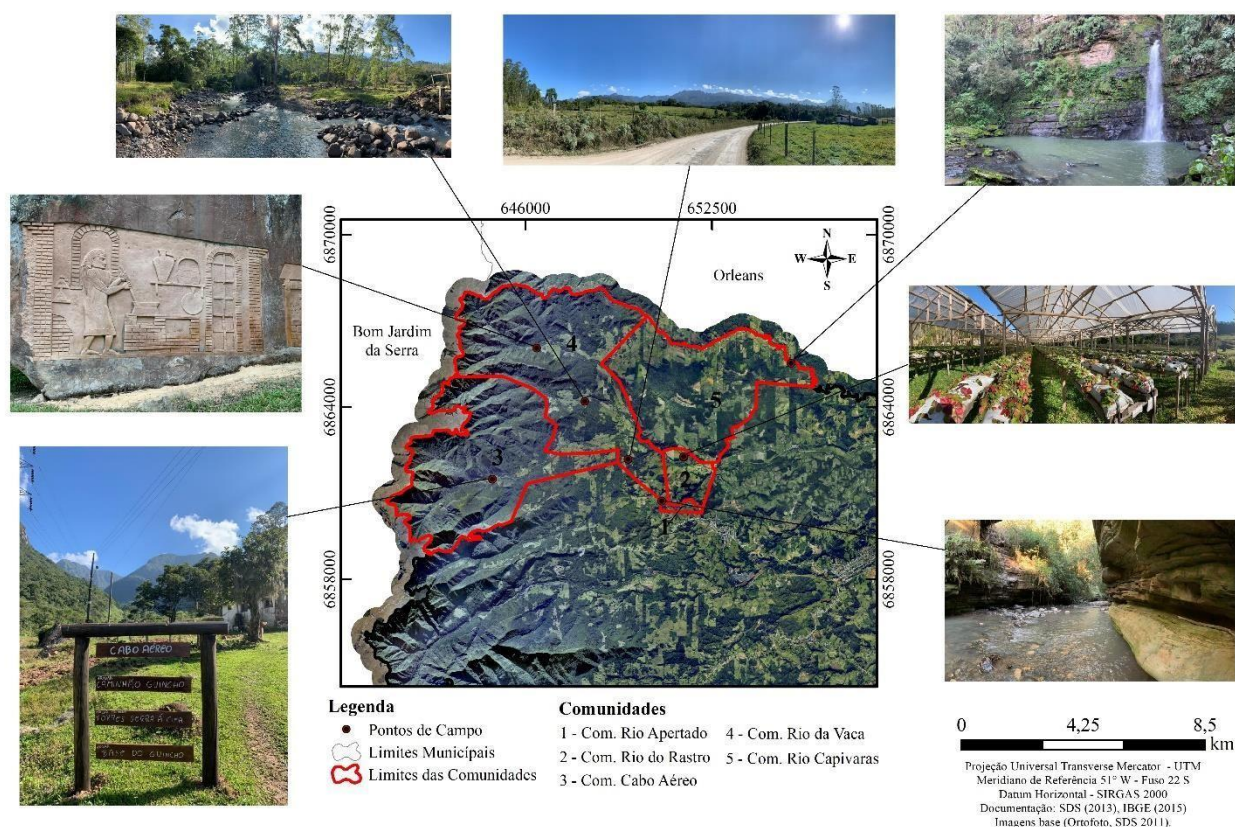 646000
652500
6870000
6870000
N
W E
S
Orleans
Bom Jardim
da Serra
4
5
6864000
6864000
3
2
1
6858000
6858000
CABO AÉREO
CAMINHÃO GUINCHO
BASE DO GUINCHO
Legenda
Pontos de Campo
Limites Municípais
Limites das Comunidades
Comunidades
1 - Com. Rio Apertado
2 - Com. Rio do Rastro
3 - Com. Cabo Aéreo
4 - Com. Rio da Vaca
5 - Com. Rio Capivaras
0 4,25 8,5
km
Projeção Universal Transverse Mercator - UTM
Meridiano de Referência 51° W - Fuso 22 S
Datum Horizontal - SIRGAS 2000
Documentação: SDS (2013), IBGE (2015)
Imagens base (Ortofoto, SDS 2011).